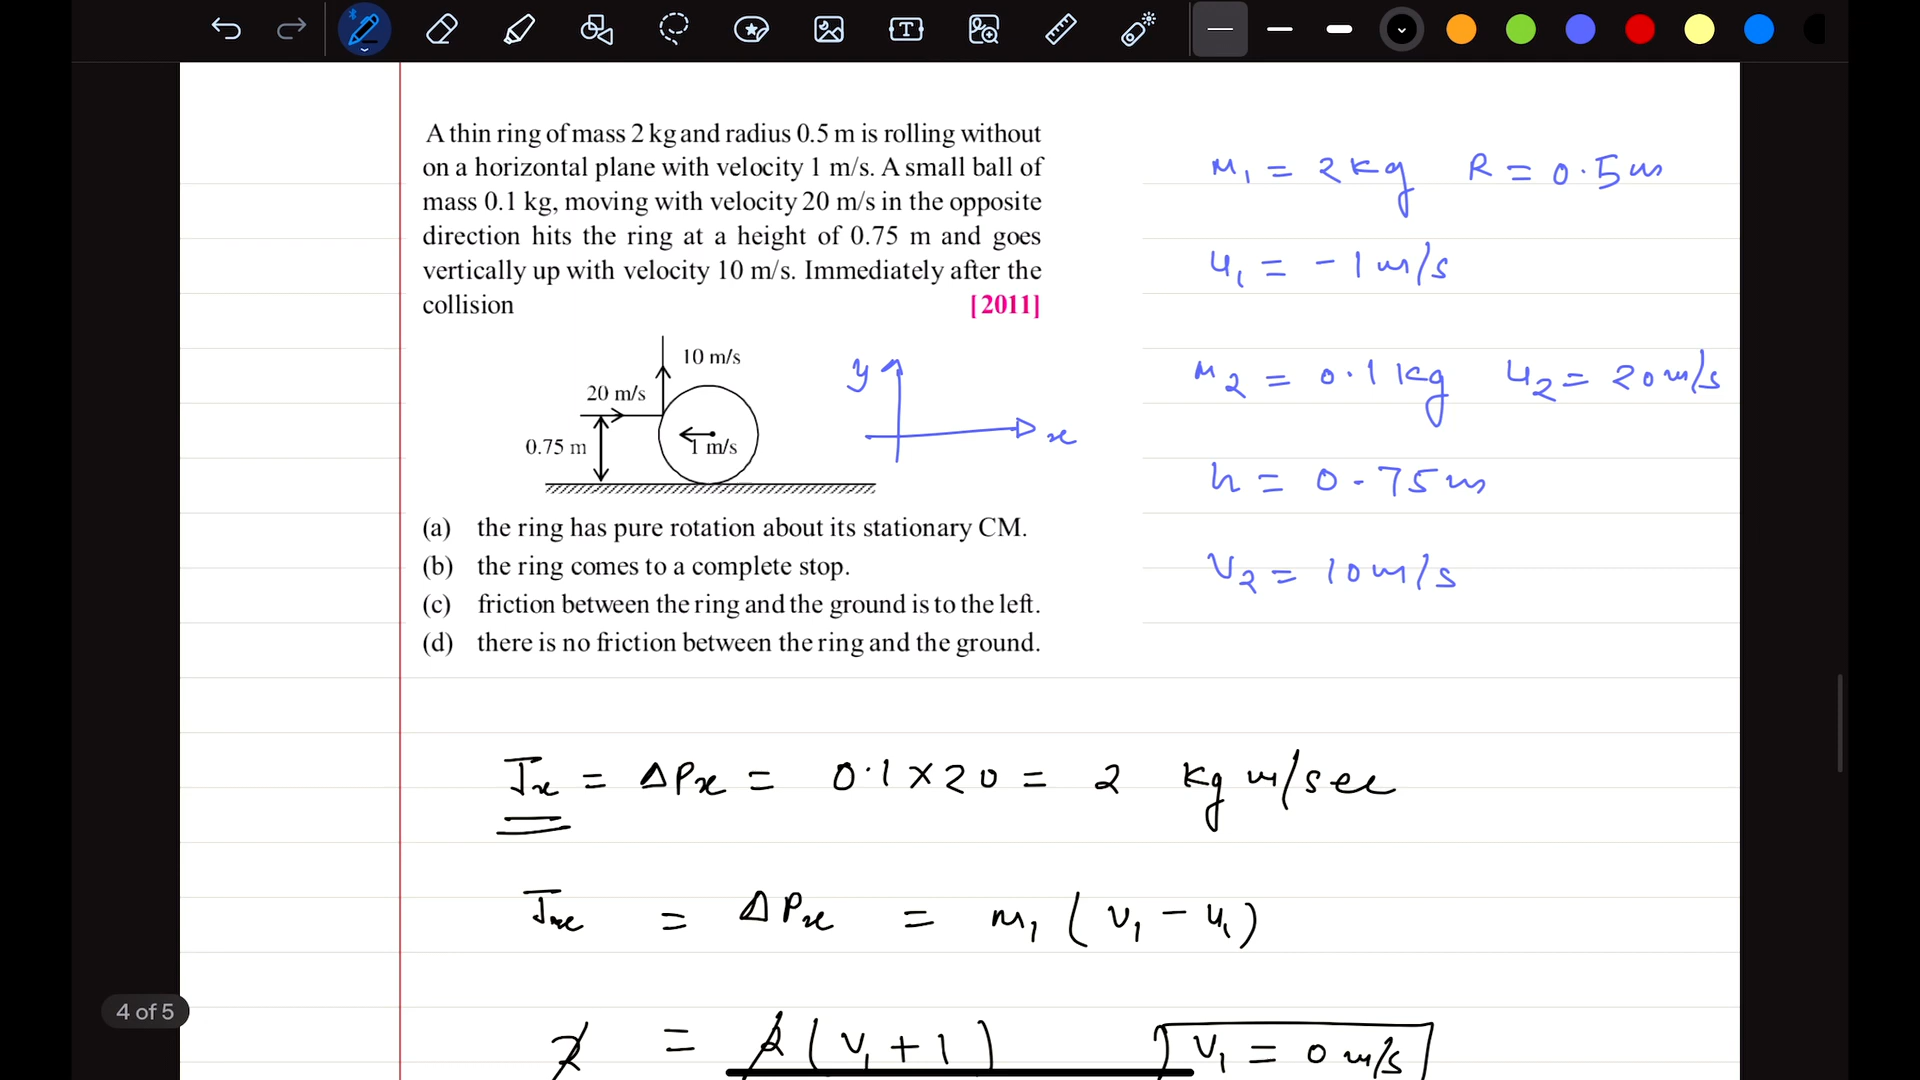 A thin ring of mass 2 kg and radius 0.5 m is rolling without
on a horizontal plane with velocity 1 m/s. A small ball of
mass 0.1 kg, moving with velocity 20 m/s in the opposite
direction hits the ring at a height of 0.75 m and goes
vertically up with velocity 10 m/s. Immediately after the
collision [2011]
10 m/s
20 m/s
0.75 m
1 m/s
y
x
(a) the ring has pure rotation about its stationary CM.
(b) the ring comes to a complete stop.
(c) friction between the ring and the ground is to the left.
(d) there is no friction between the ring and the ground.
M₁ = 2 kg R = 0.5 m
u₁ = - 1 m/s
M₂ = 0.1 kg u₂ = 20 m/s
h = 0.75 m
V₂ = 10 m/s
Jx = ΔPx = 0.1 × 20 = 2 kg m/sec
Jx = ΔPx = m₁ ( v₁ - u₁ )
2 = 2 ( v₁ + 1 ) V₁ = 0 m/s
4 of 5